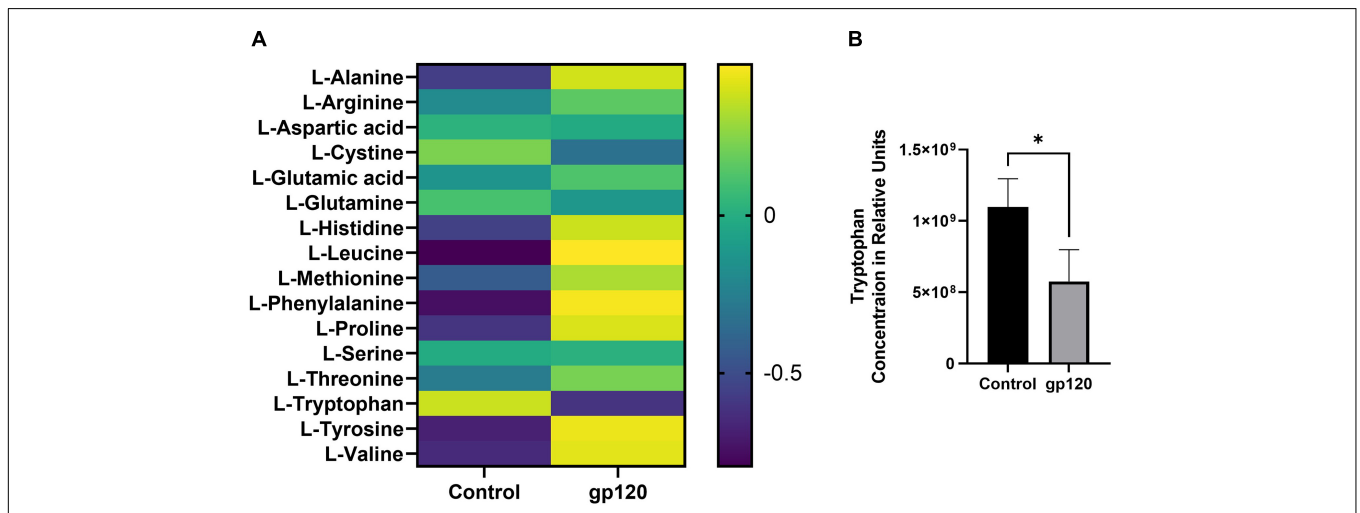 A
L-Alanine
L-Arginine
L-Aspartic acid
L-Cystine
L-Glutamic acid
L-Glutamine
L-Histidine
L-Leucine
L-Methionine
L-Phenylalanine
L-Proline
L-Serine
L-Threonine
L-Tryptophan
L-Tyrosine
L-Valine
Control
gp120
0
-0.5
B
Tryptophan
Concentraion in Relative Units
1.5×10⁹
1×10⁹
5×10⁸
0
*
Control
gp120